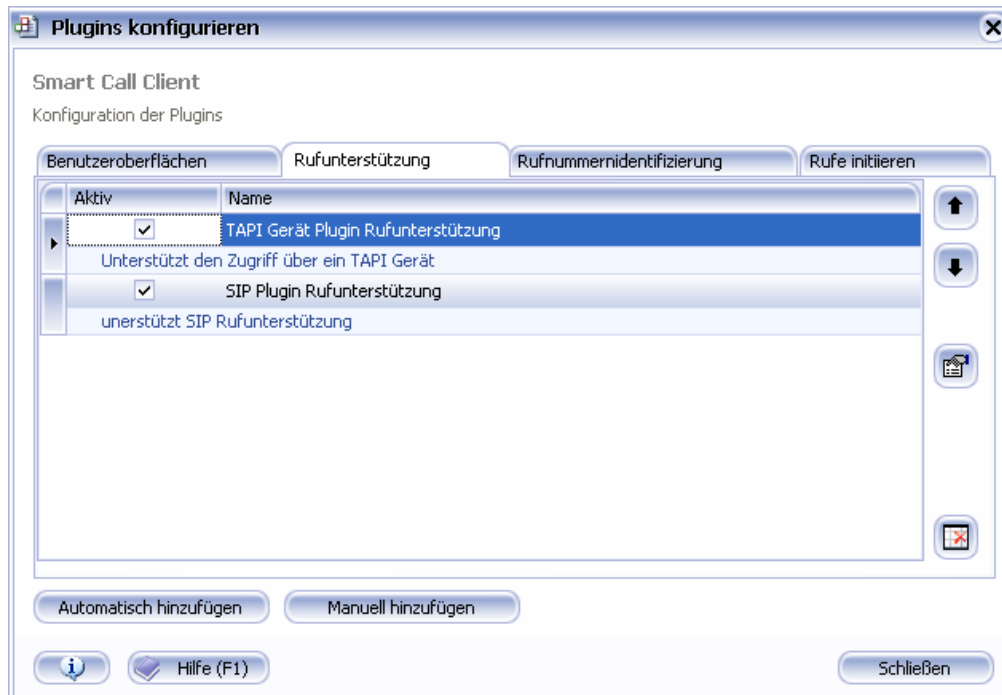 Plugins konfigurieren
Smart Call Client
Konfiguration der Plugins
Benutzeroberflächen Rufunterstützung Rufnummernidentifizierung Rufe initiieren
Aktiv Name
TAPI Gerät Plugin Rufunterstützung
Unterstützt den Zugriff über ein TAPI Gerät
SIP Plugin Rufunterstützung
unerstützt SIP Rufunterstützung
Automatisch hinzufügen Manuell hinzufügen
Hilfe (F1) Schließen